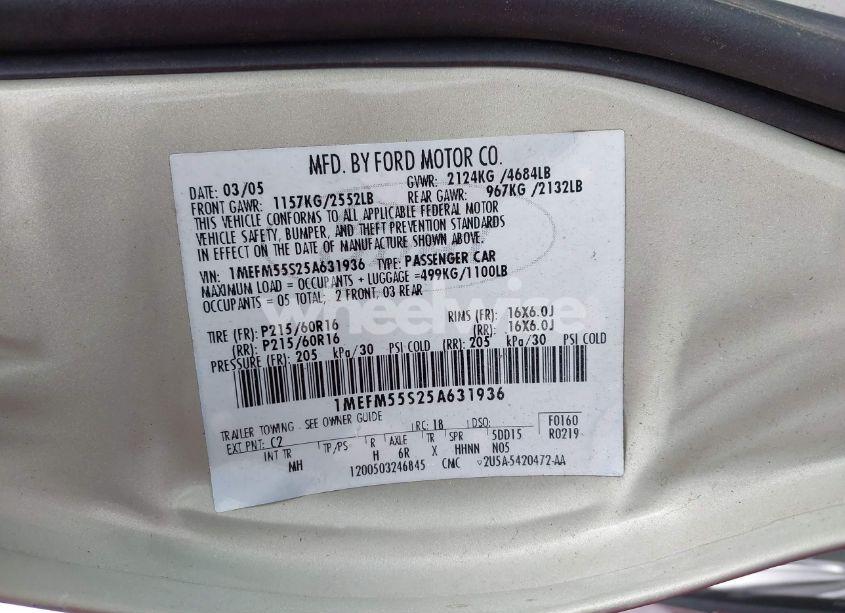 MFD. BY FORD MOTOR CO.
DATE: 03/05 GVWR: 2124KG /4684LB
FRONT GAWR: 1157KG/2552LB REAR GAWR: 967KG /2132LB
THIS VEHICLE CONFORMS TO ALL APPLICABLE FEDERAL MOTOR
VEHICLE SAFETY, BUMPER, AND THEFT PREVENTION STANDARDS
IN EFFECT ON THE DATE OF MANUFACTURE SHOWN ABOVE.
VIN: 1MEFM55S25A631936 TYPE: PASSENGER CAR
MAXIMUM LOAD = OCCUPANTS + LUGGAGE =499KG/1100LB
OCCUPANTS = 05 TOTAL; 2 FRONT, 03 REAR
wheelwire
TIRE (FR): P215/60R16 RIMS (FR): 16X6.0J
(RR): P215/60R16 (RR): 16X6.0J
PRESSURE (FR): 205 kPa/30 PSI COLD (RR): 205 kPa/30 PSI COLD
1MEFM55S25A631936
TRAILER TOWING - SEE OWNER GUIDE
EXT PNT: C2 RC: 18 DSO: F0160
INT TR TP/PS R AXLE TR SPR 5DD15 R0219
MH H 6R X HHNN N05
1200503246845 CMC 2U5A-5420472-AA